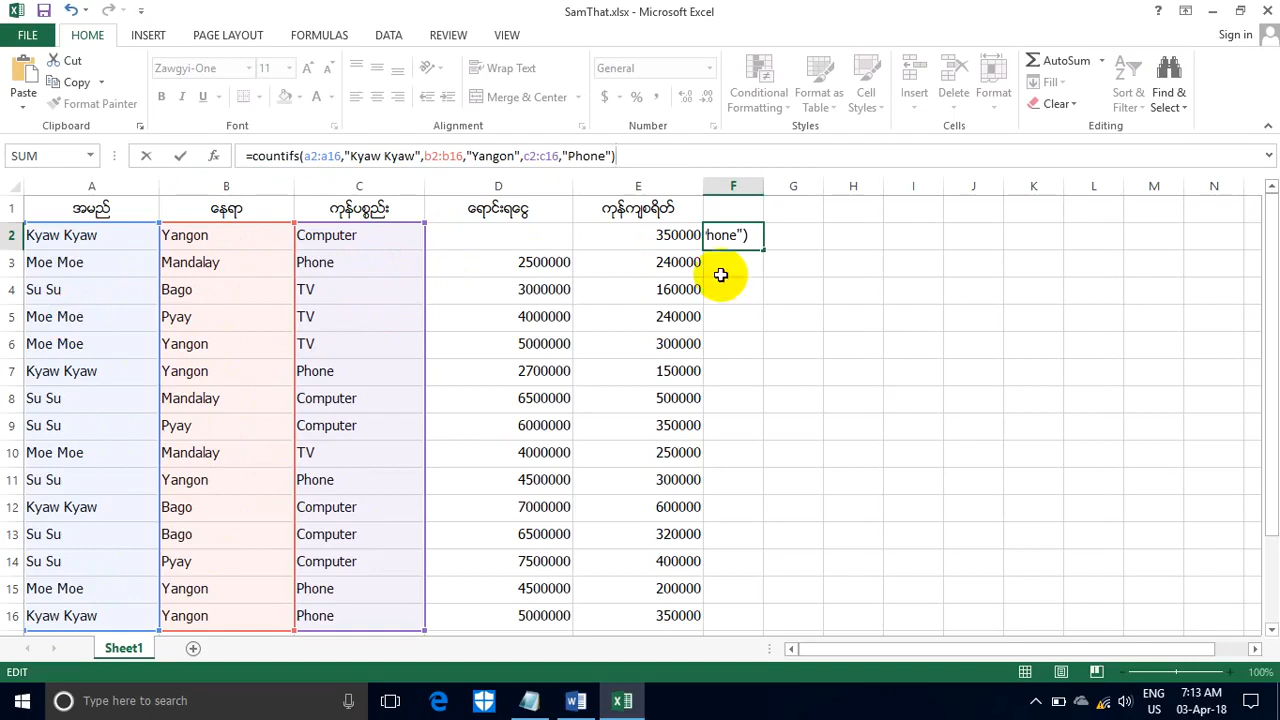 SamThat.xlsx - Microsoft Excel
?
FILE HOME INSERT PAGE LAYOUT FORMULAS DATA REVIEW VIEW Sign in
Paste Cut Copy Format Painter
Clipboard
Zawgyi-One 11 A A
B I U A
Font
Wrap Text
Merge & Center
Alignment
General
$ % ,
Number
Conditional Formatting Format as Table Cell Styles
Styles
Insert Delete Format
Cells
AutoSum Fill Clear Sort & Filter Find & Select
Editing
SUM =countifs(a2:a16,"Kyaw Kyaw",b2:b16,"Yangon",c2:c16,"Phone")
A B C D E F G H I J K L M N
1 အမည် နေရာ ကုန်ပစ္စည်း ရောင်းရငွေ ကုန်ကျစရိတ်
2 Kyaw Kyaw Yangon Computer 350000 hone")
3 Moe Moe Mandalay Phone 2500000 240000
4 Su Su Bago TV 3000000 160000
5 Moe Moe Pyay TV 4000000 240000
6 Moe Moe Yangon TV 5000000 300000
7 Kyaw Kyaw Yangon Phone 2700000 150000
8 Su Su Mandalay Computer 6500000 500000
9 Su Su Pyay Computer 6000000 350000
10 Moe Moe Mandalay TV 4000000 250000
11 Su Su Yangon Phone 4500000 300000
12 Kyaw Kyaw Bago Computer 7000000 600000
13 Su Su Bago Computer 6500000 320000
14 Su Su Pyay Computer 7500000 400000
15 Moe Moe Yangon Phone 4500000 200000
16 Kyaw Kyaw Yangon Phone 5000000 350000
Sheet1
EDIT 100%
Type here to search
ENG US
7:13 AM
03-Apr-18